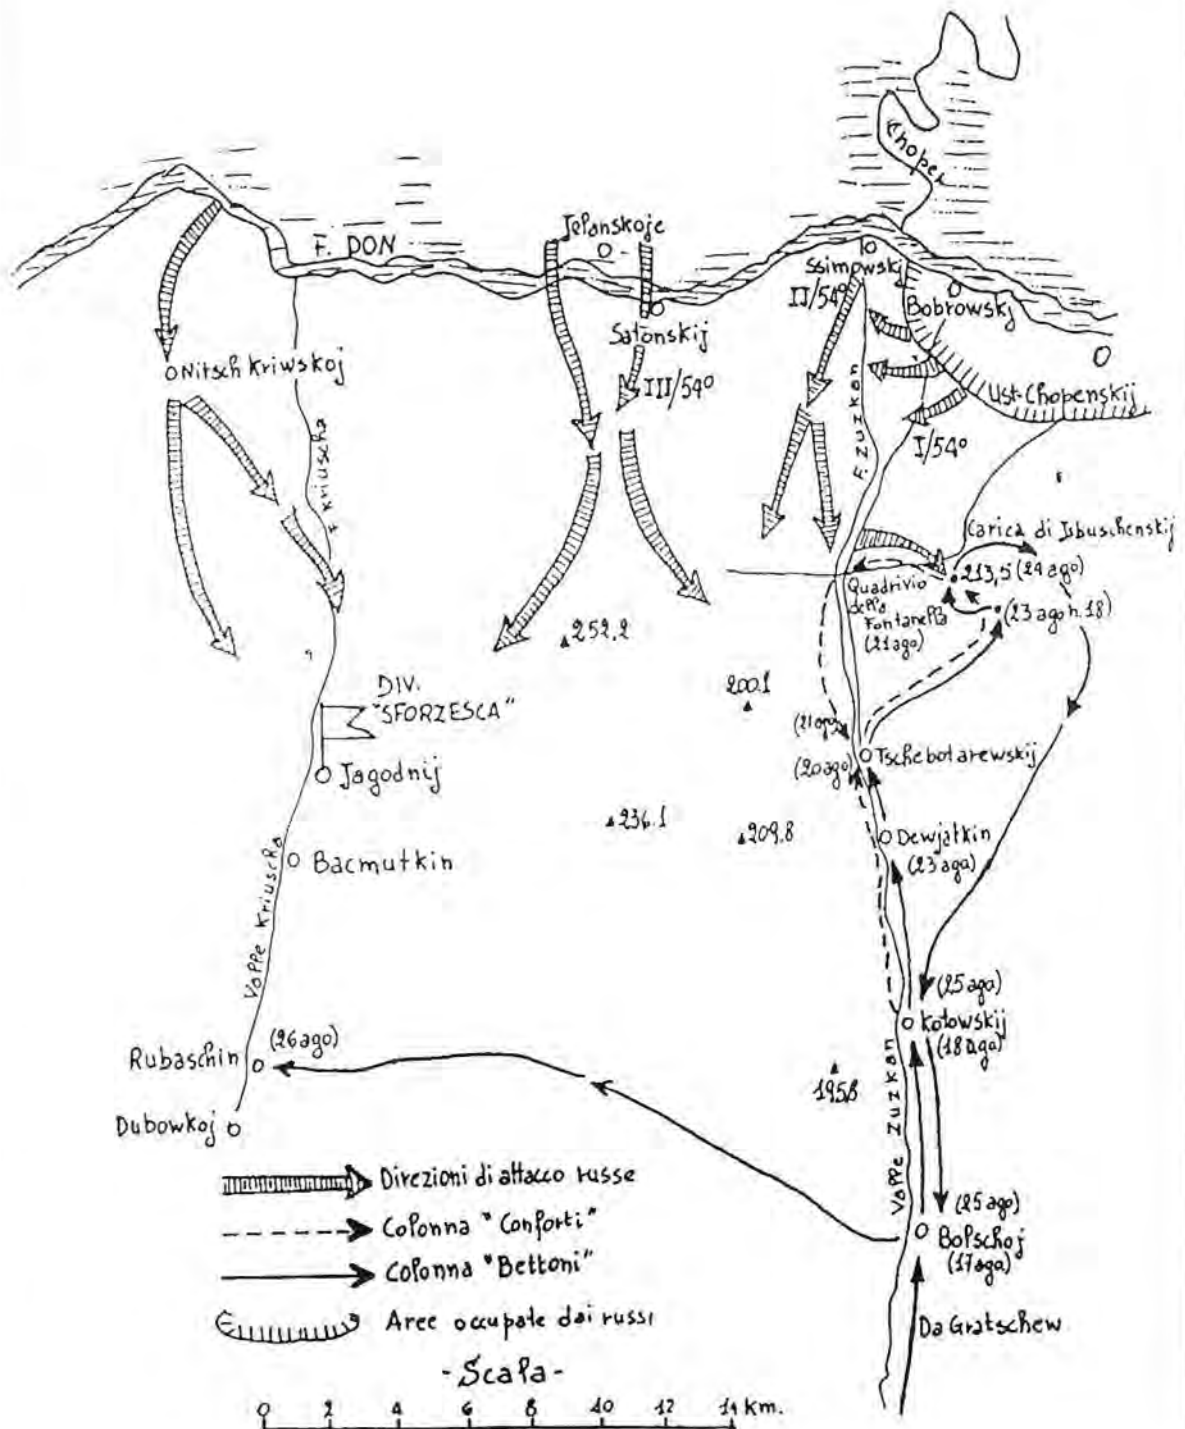 Khoper
F. DON
Jelanskoje
Ssimowskj
II/54°
Bobrowskj
Satonskij
III/54°
Nitsch Kriwskoj
Ust-Chopenskij
F. Kriuscha
F. Zuzkan
I/54°
Carica di Isbuschenskij
213,5 (24 ago)
Quadrivio
della
Fontanella
(21 ago)
(23 ago h.18)
252.2
200.1
DIV.
"SFORZESCA"
(21 ago)
(20 ago)
Tschebotarewskij
Jagodnij
236.1
209.8
Dewjatkin
(23 ago)
Bacmutkin
Valle Kriuscha
(25 ago)
Kotowskij
(18 ago)
Rubaschin
(26 ago)
195.8
Valle Zuzkan
Dubowkoj
(25 ago)
Bolschoj
(17 ago)
Da Gratschew
Direzioni di attacco russe
Colonna "Conforti"
Colonna "Bettoni"
Aree occupate dai russi
- Scala -
0 2 4 6 8 10 12 14 Km.